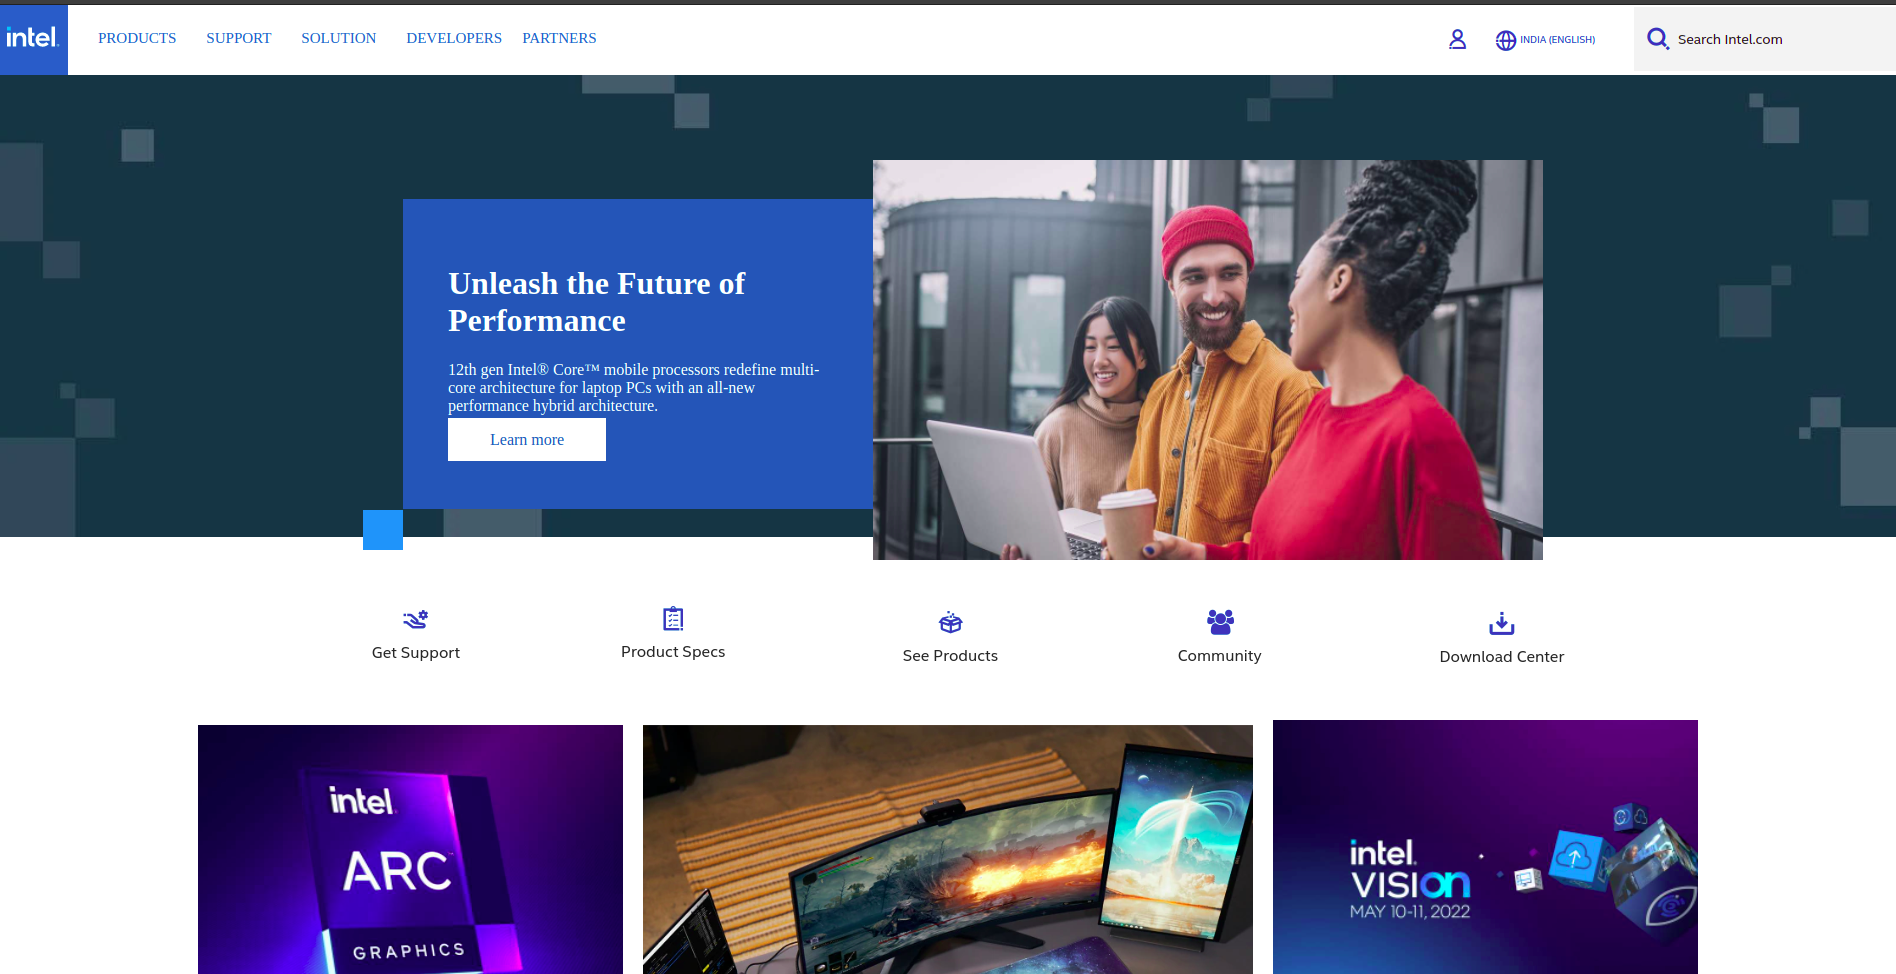 intel.
PRODUCTS SUPPORT SOLUTION DEVELOPERS PARTNERS
INDIA (ENGLISH)
Search Intel.com
Unleash the Future of
Performance
12th gen Intel® Core™ mobile processors redefine multi-
core architecture for laptop PCs with an all-new
performance hybrid architecture.
Learn more
Get Support
Product Specs
See Products
Community
Download Center
intel.
ARC™
GRAPHICS
intel.
VISION
MAY 10-11, 2022